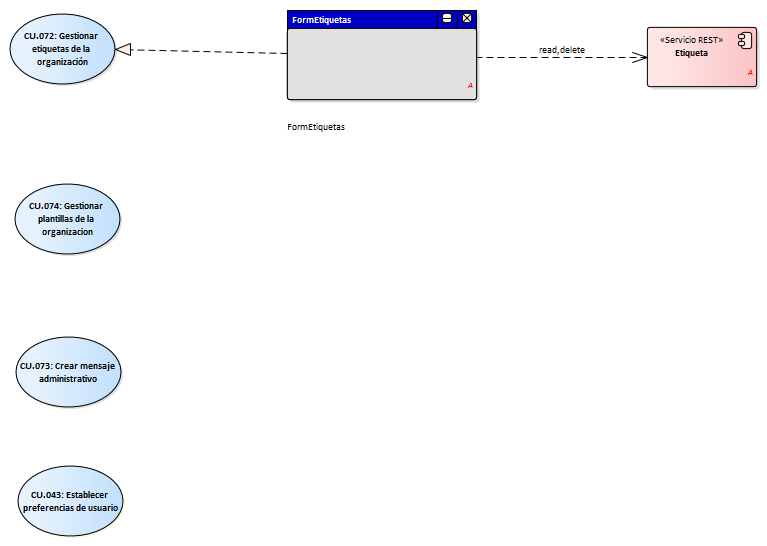 CU.072: Gestionar
etiquetas de la
organización
FormEtiquetas
A
FormEtiquetas
read,delete
«Servicio REST»
Etiqueta
A
CU.074: Gestionar
plantillas de la
organizacion
CU.073: Crear mensaje
administrativo
CU.043: Establecer
preferencias de usuario